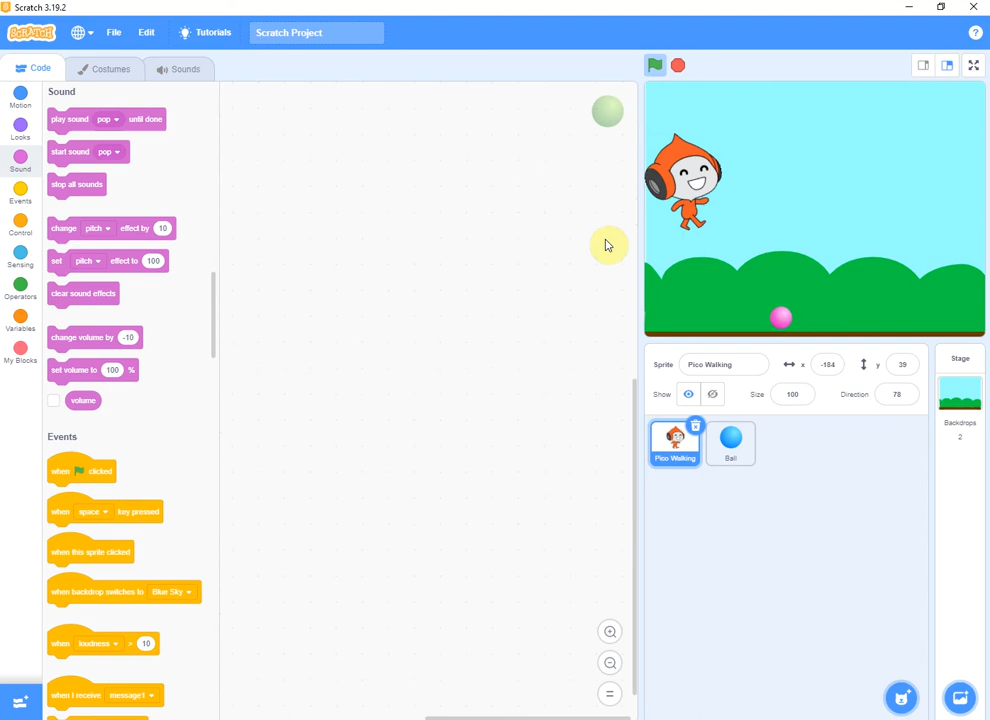 Scratch 3.19.2
SCRATCH
File
Edit
Tutorials
Scratch Project
?
Code
Costumes
Sounds
Motion
Looks
Sound
Events
Control
Sensing
Operators
Variables
My Blocks
Sound
play sound pop until done
start sound pop
stop all sounds
change pitch effect by 10
set pitch effect to 100
clear sound effects
change volume by -10
set volume to 100 %
volume
Events
when clicked
when space key pressed
when this sprite clicked
when backdrop switches to Blue Sky
when loudness > 10
when I receive message1
Sprite Pico Walking x -184 y 39
Show Size 100 Direction 78
Pico Walking
Ball
Stage
Backdrops
2